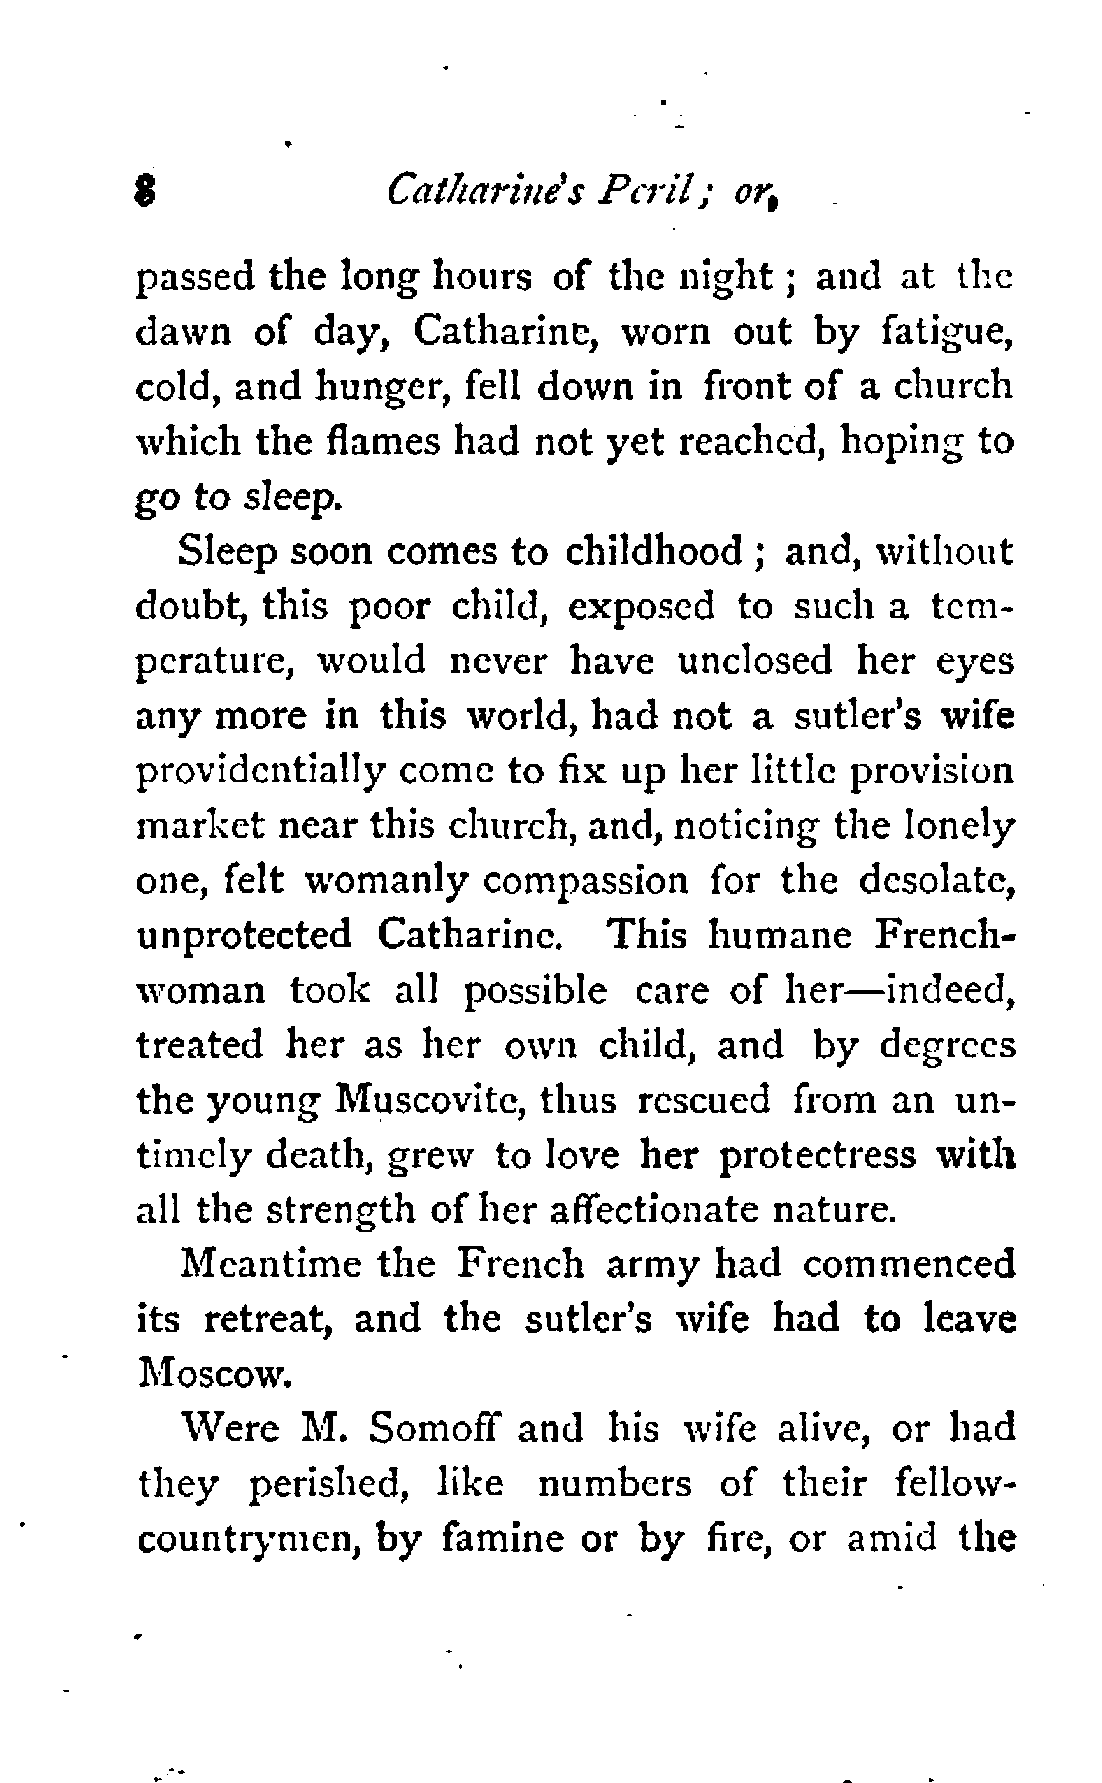 8 Catharine's Peril; or,
passed the long hours of the night; and at the
dawn of day, Catharine, worn out by fatigue,
cold, and hunger, fell down in front of a church
which the flames had not yet reached, hoping to
go to sleep.
Sleep soon comes to childhood; and, without
doubt, this poor child, exposed to such a tem-
perature, would never have unclosed her eyes
any more in this world, had not a sutler's wife
providentially come to fix up her little provision
market near this church, and, noticing the lonely
one, felt womanly compassion for the desolate,
unprotected Catharine. This humane French-
woman took all possible care of her—indeed,
treated her as her own child, and by degrees
the young Muscovite, thus rescued from an un-
timely death, grew to love her protectress with
all the strength of her affectionate nature.
Meantime the French army had commenced
its retreat, and the sutler's wife had to leave
Moscow.
Were M. Somoff and his wife alive, or had
they perished, like numbers of their fellow-
countrymen, by famine or by fire, or amid the